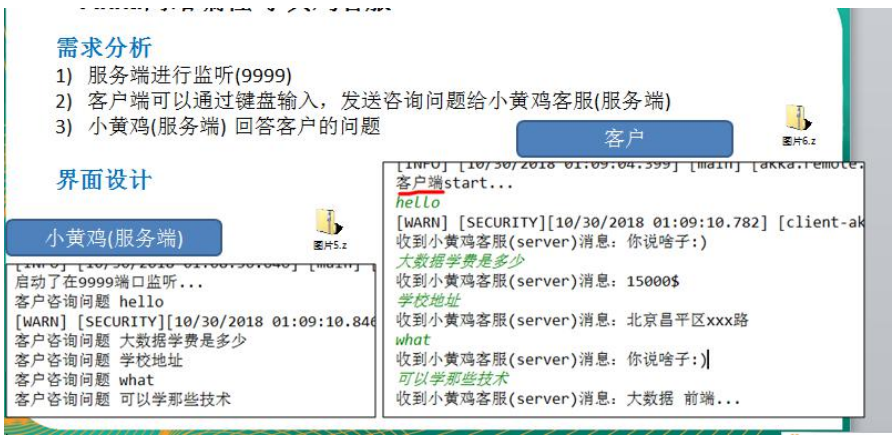 需求分析
1) 服务端进行监听(9999)
2) 客户端可以通过键盘输入，发送咨询问题给小黄鸡客服(服务端)
3) 小黄鸡(服务端) 回答客户的问题
客户
图片6.z
界面设计
[INFO] [10/30/2018 01:09:04.399] [main] [akka.remote.
客户端start...
hello
[WARN] [SECURITY][10/30/2018 01:09:10.782] [client-ak
收到小黄鸡客服(server)消息: 你说啥子:)
大数据学费是多少
收到小黄鸡客服(server)消息: 15000$
学校地址
收到小黄鸡客服(server)消息: 北京昌平区xxx路
what
收到小黄鸡客服(server)消息: 你说啥子:)
可以学那些技术
收到小黄鸡客服(server)消息: 大数据 前端...
小黄鸡(服务端)
图片5.z
启动了在9999端口监听...
客户咨询问题 hello
[WARN] [SECURITY][10/30/2018 01:09:10.846
客户咨询问题 大数据学费是多少
客户咨询问题 学校地址
客户咨询问题 what
客户咨询问题 可以学那些技术